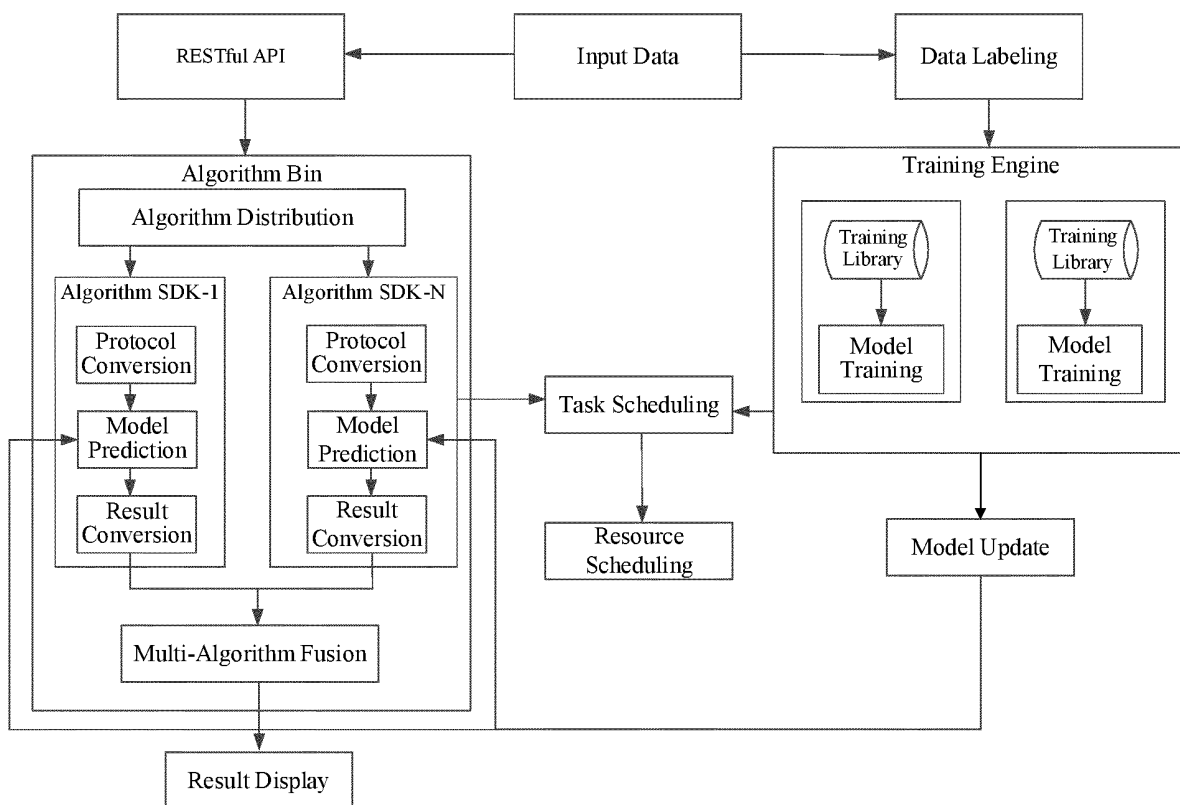 RESTful API
Input Data
Data Labeling
Algorithm Bin
Algorithm Distribution
Algorithm SDK-1
Protocol
Conversion
Model
Prediction
Result
Conversion
Algorithm SDK-N
Protocol
Conversion
Model
Prediction
Result
Conversion
Multi-Algorithm Fusion
Result Display
Task Scheduling
Resource
Scheduling
Training Engine
Training
Library
Model
Training
Training
Library
Model
Training
Model Update